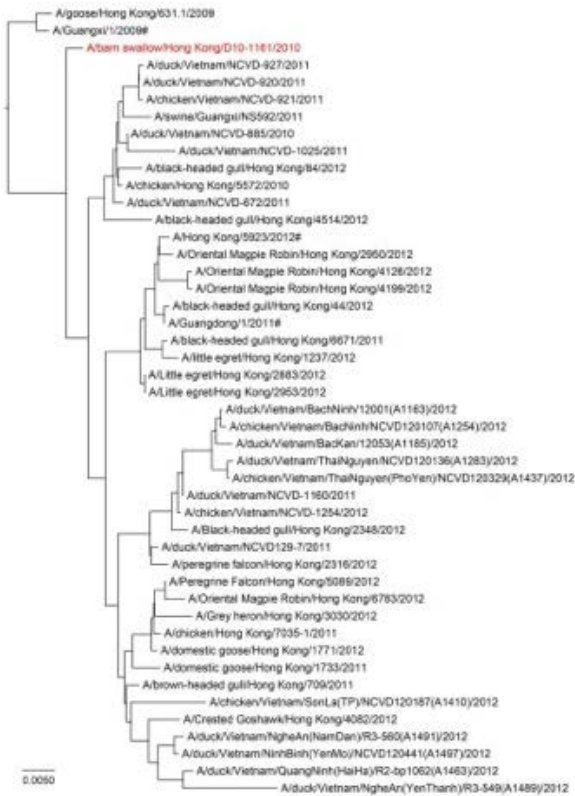 A/goose/Hong Kong/631.1/2009
A/Guangxi/1/2009#
A/barn swallow/Hong Kong/D10-1161/2010
A/duck/Vietnam/NCVD-927/2011
A/duck/Vietnam/NCVD-920/2011
A/chicken/Vietnam/NCVD-921/2011
A/swine/Guangxi/NS592/2011
A/duck/Vietnam/NCVD-885/2010
A/duck/Vietnam/NCVD-1025/2011
A/black-headed gull/Hong Kong/84/2012
A/chicken/Hong Kong/5572/2010
A/duck/Vietnam/NCVD-672/2011
A/black-headed gull/Hong Kong/4514/2012
A/Hong Kong/5923/2012#
A/Oriental Magpie Robin/Hong Kong/2950/2012
A/Oriental Magpie Robin/Hong Kong/4126/2012
A/Oriental Magpie Robin/Hong Kong/4199/2012
A/black-headed gull/Hong Kong/44/2012
A/Guangdong/1/2011#
A/black-headed gull/Hong Kong/6671/2011
A/little egret/Hong Kong/1237/2012
A/Little egret/Hong Kong/2883/2012
A/Little egret/Hong Kong/2953/2012
A/duck/Vietnam/BachNinh/12001(A1163)/2012
A/chicken/Vietnam/BacNinh/NCVD120107(A1254)/2012
A/duck/Vietnam/BacKan/12053(A1185)/2012
A/duck/Vietnam/ThaiNguyen/NCVD120136(A1283)/2012
A/chicken/Vietnam/ThaiNguyen(PhoYen)/NCVD120329(A1437)/2012
A/duck/Vietnam/NCVD-1160/2011
A/chicken/Vietnam/NCVD-1254/2012
A/Black-headed gull/Hong Kong/2348/2012
A/duck/Vietnam/NCVD129-7/2011
A/peregrine falcon/Hong Kong/2316/2012
A/Peregrine Falcon/Hong Kong/5089/2012
A/Oriental Magpie Robin/Hong Kong/6783/2012
A/Grey heron/Hong Kong/3030/2012
A/chicken/Hong Kong/7035-1/2011
A/domestic goose/Hong Kong/1771/2012
A/domestic goose/Hong Kong/1733/2011
A/brown-headed gull/Hong Kong/709/2011
A/chicken/Vietnam/SonLa(TP)/NCVD120187(A1410)/2012
A/Crested Goshawk/Hong Kong/4082/2012
A/duck/Vietnam/NgheAn(NamDan)/R3-560(A1491)/2012
A/duck/Vietnam/NinhBinh(YenMo)/NCVD120441(A1497)/2012
A/duck/Vietnam/QuangNinh(HaiHa)/R2-bp1062(A1463)/2012
A/duck/Vietnam/NgheAn(YenThanh)/R3-549(A1489)/2012
0.0050